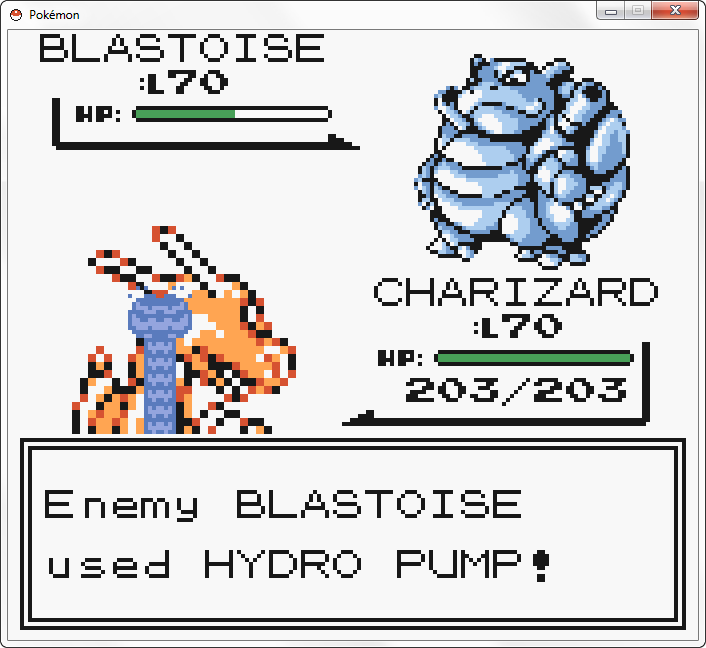 Pokémon
BLASTOISE
:L70
HP:
CHARIZARD
:L70
HP:
203/203
Enemy BLASTOISE
used HYDRO PUMP!